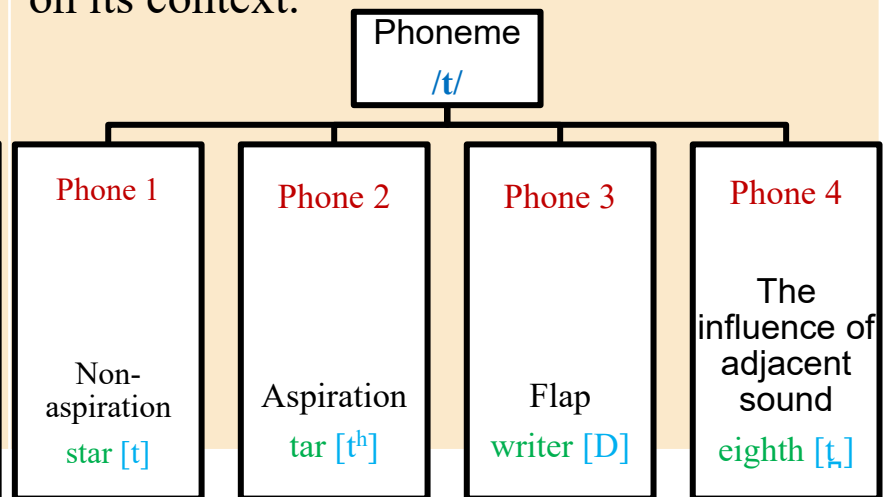 on its context.
Phoneme
/t/
Phone 1
Non-
aspiration
star [t]
Phone 2
Aspiration
tar [tʰ]
Phone 3
Flap
writer [D]
Phone 4
The
influence of
adjacent
sound
eighth [t̪]